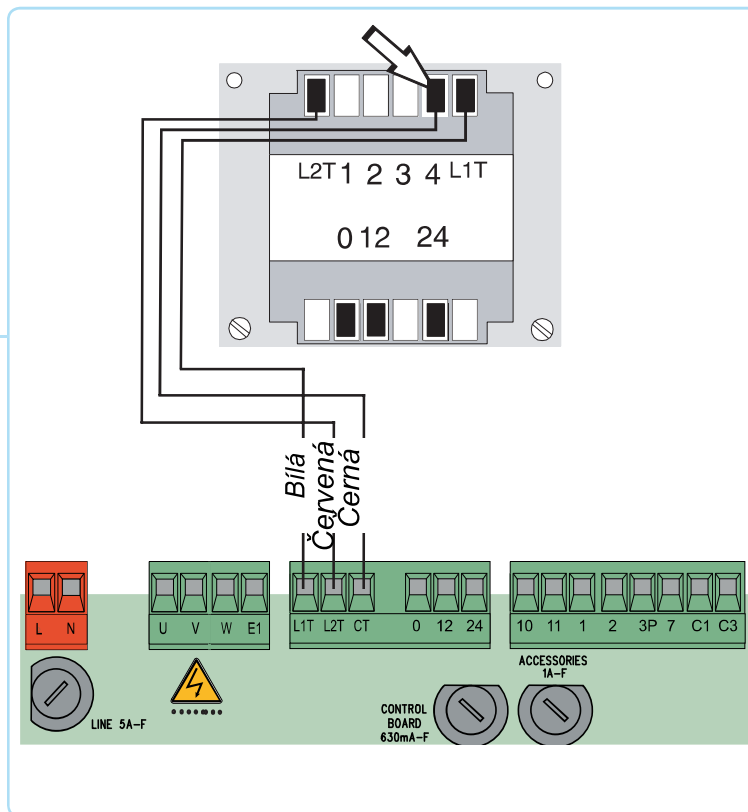 L2T 1 2 3 4 L1T
0 12 24
Bílá
Červená
Černá
L N
U V W E1
L1T L2T CT 0 12 24
10 11 1 2 3P 7 C1 C3
LINE 5A-F
CONTROL
BOARD
630mA-F
ACCESSORIES
1A-F